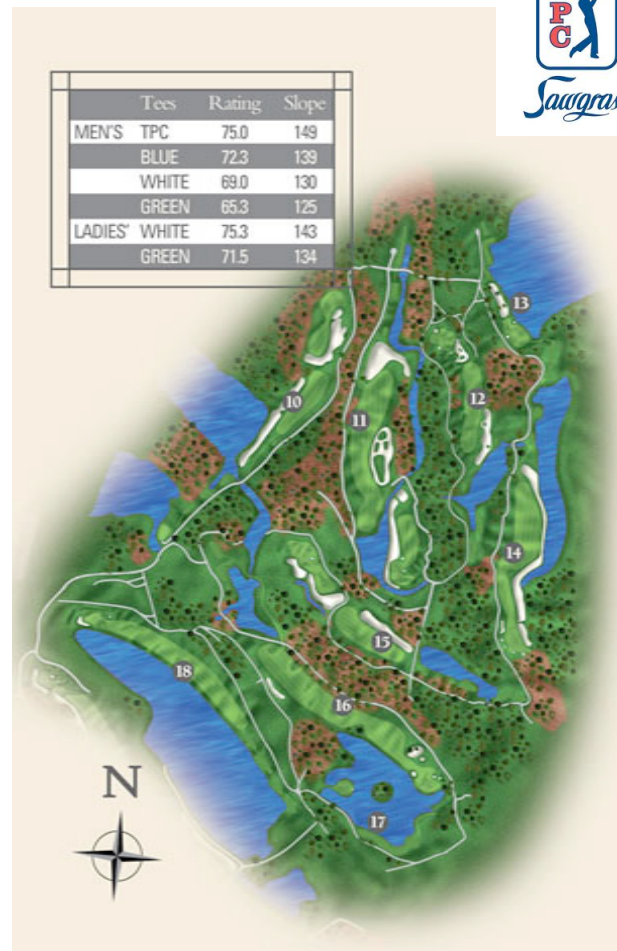 PC
Sawgras
Tees Rating Slope
MEN'S TPC 75.0 149
BLUE 72.3 139
WHITE 69.0 130
GREEN 65.3 125
LADIES' WHITE 75.3 143
GREEN 71.5 134
13
10
12
11
14
15
18
16
17
N